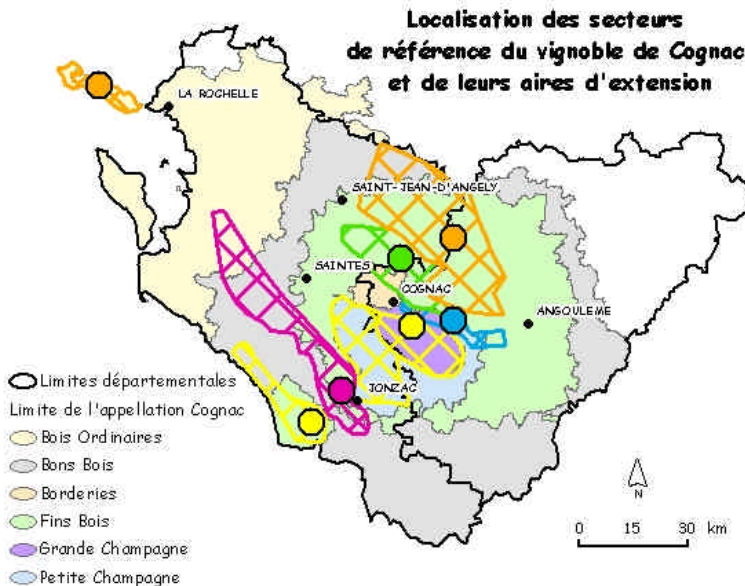 Localisation des secteurs
de référence du vignoble de Cognac
et de leurs aires d'extension
LA ROCHELLE
SAINT-JEAN-D'ANGELY
SAINTES
COGNAC
ANGOULEME
JONZAC
Limites départementales
Limite de l'appellation Cognac
Bois Ordinaires
Bons Bois
Borderies
Fins Bois
Grande Champagne
Petite Champagne
N
0 15 30 km